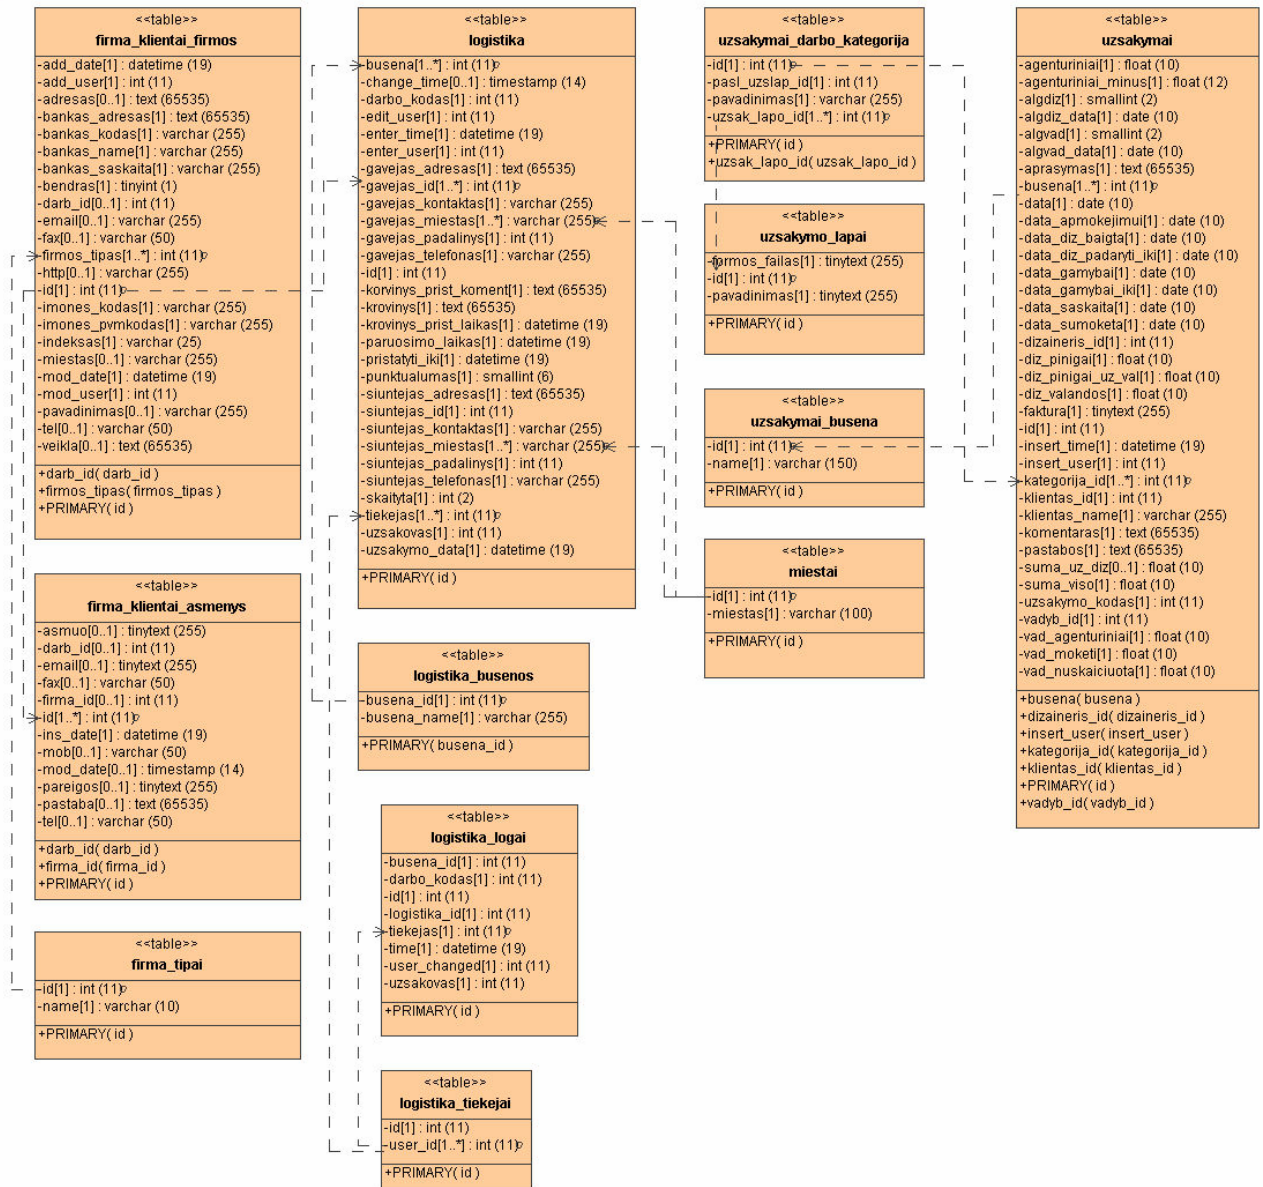 <<table>>
firma_klientai_firmos
-add_date[1] : datetime (19)
-add_user[1] : int (11)
-adresas[0..1] : text (65535)
-bankas_adresas[1] : text (65535)
-bankas_kodas[1] : varchar (255)
-bankas_name[1] : varchar (255)
-bankas_saskaita[1] : varchar (255)
-bendras[1] : tinyint (1)
-darb_id[0..1] : int (11)
-email[0..1] : varchar (255)
-fax[0..1] : varchar (50)
-firmos_tipas[1..*] : int (11)
-http[0..1] : varchar (255)
-id[1] : int (11)
-imones_kodas[1] : varchar (255)
-imones_pvmkodas[1] : varchar (255)
-indeksas[1] : varchar (25)
-miestas[0..1] : varchar (255)
-mod_date[1] : datetime (19)
-mod_user[1] : int (11)
-pavadinimas[0..1] : varchar (255)
-tel[0..1] : varchar (50)
-veikla[0..1] : text (65535)
+darb_id( darb_id )
+firmos_tipas( firmos_tipas )
+PRIMARY( id )
<<table>>
firma_klientai_asmenys
-asmuo[0..1] : tinytext (255)
-darb_id[0..1] : int (11)
-email[0..1] : tinytext (255)
-fax[0..1] : varchar (50)
-firma_id[0..1] : int (11)
-id[1..*] : int (11)
-ins_date[1] : datetime (19)
-mob[0..1] : varchar (50)
-mod_date[0..1] : timestamp (14)
-pareigos[0..1] : tinytext (255)
-pastaba[0..1] : text (65535)
-tel[0..1] : varchar (50)
+darb_id( darb_id )
+firma_id( firma_id )
+PRIMARY( id )
<<table>>
firma_tipai
-id[1] : int (11)
-name[1] : varchar (10)
+PRIMARY( id )
<<table>>
logistika
-busena[1..*] : int (11)
-change_time[0..1] : timestamp (14)
-darbo_kodas[1] : int (11)
-edit_user[1] : int (11)
-enter_time[1] : datetime (19)
-enter_user[1] : int (11)
-gavejas_adresas[1] : text (65535)
-gavejas_id[1..*] : int (11)
-gavejas_kontaktas[1] : varchar (255)
-gavejas_miestas[1..*] : varchar (255)
-gavejas_padalinys[1] : int (11)
-gavejas_telefonas[1] : varchar (255)
-id[1] : int (11)
-korvinys_prist_koment[1] : text (65535)
-krovinys[1] : text (65535)
-krovinys_prist_laikas[1] : datetime (19)
-paruosimo_laikas[1] : datetime (19)
-pristatyti_iki[1] : datetime (19)
-punktualumas[1] : smallint (6)
-siuntejas_adresas[1] : text (65535)
-siuntejas_id[1] : int (11)
-siuntejas_kontaktas[1] : varchar (255)
-siuntejas_miestas[1..*] : varchar (255)
-siuntejas_padalinys[1] : int (11)
-siuntejas_telefonas[1] : varchar (255)
-skaityta[1] : int (2)
-tiekejas[1..*] : int (11)
-uzsakovas[1] : int (11)
-uzsakymo_data[1] : datetime (19)
+PRIMARY( id )
<<table>>
logistika_busenos
-busena_id[1] : int (11)
-busena_name[1] : varchar (255)
+PRIMARY( busena_id )
<<table>>
logistika_logai
-busena_id[1] : int (11)
-darbo_kodas[1] : int (11)
-id[1] : int (11)
-logistika_id[1] : int (11)
-tiekejas[1] : int (11)
-time[1] : datetime (19)
-user_changed[1] : int (11)
-uzsakovas[1] : int (11)
+PRIMARY( id )
<<table>>
logistika_tiekejai
-id[1] : int (11)
-user_id[1..*] : int (11)
+PRIMARY( id )
<<table>>
uzsakymai_darbo_kategorija
-id[1] : int (11)
-pasl_uzslap_id[1] : int (11)
-pavadinimas[1] : varchar (255)
-uzsak_lapo_id[1..*] : int (11)
+PRIMARY( id )
+uzsak_lapo_id( uzsak_lapo_id )
<<table>>
uzsakymo_lapai
-formos_failas[1] : tinytext (255)
-id[1] : int (11)
-pavadinimas[1] : tinytext (255)
+PRIMARY( id )
<<table>>
uzsakymai_busena
-id[1] : int (11)
-name[1] : varchar (150)
+PRIMARY( id )
<<table>>
miestai
-id[1] : int (11)
-miestas[1] : varchar (100)
+PRIMARY( id )
<<table>>
uzsakymai
-agenturiniai[1] : float (10)
-agenturiniai_minus[1] : float (12)
-algdiz[1] : smallint (2)
-algdiz_data[1] : date (10)
-algvad[1] : smallint (2)
-algvad_data[1] : date (10)
-aprasymas[1] : text (65535)
-busena[1..*] : int (11)
-data[1] : date (10)
-data_apmokejimui[1] : date (10)
-data_diz_baigta[1] : date (10)
-data_diz_padaryti_iki[1] : date (10)
-data_gamybai[1] : date (10)
-data_gamybai_iki[1] : date (10)
-data_saskaita[1] : date (10)
-data_sumoketa[1] : date (10)
-dizaineris_id[1] : int (11)
-diz_pinigai[1] : float (10)
-diz_pinigai_uz_val[1] : float (10)
-diz_valandos[1] : float (10)
-faktura[1] : tinytext (255)
-id[1] : int (11)
-insert_time[1] : datetime (19)
-insert_user[1] : int (11)
-kategorija_id[1..*] : int (11)
-klientas_id[1] : int (11)
-klientas_name[1] : varchar (255)
-komentaras[1] : text (65535)
-pastabos[1] : text (65535)
-suma_uz_diz[0..1] : float (10)
-suma_viso[1] : float (10)
-uzsakymo_kodas[1] : int (11)
-vadyb_id[1] : int (11)
-vad_agenturiniai[1] : float (10)
-vad_moketi[1] : float (10)
-vad_nuskaiciuota[1] : float (10)
+busena( busena )
+dizaineris_id( dizaineris_id )
+insert_user( insert_user )
+kategorija_id( kategorija_id )
+klientas_id( klientas_id )
+PRIMARY( id )
+vadyb_id( vadyb_id )